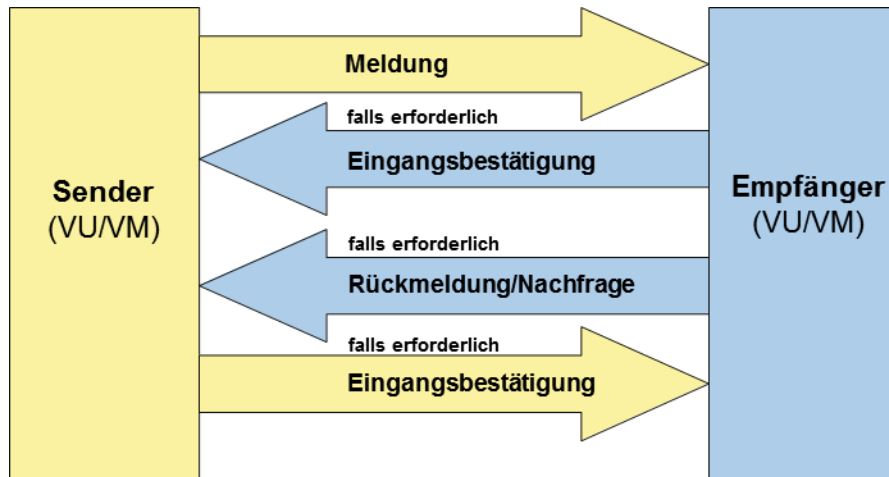 Meldung
falls erforderlich
Eingangsbestätigung
Sender
(VU/VM)
Empfänger
(VU/VM)
falls erforderlich
Rückmeldung/Nachfrage
falls erforderlich
Eingangsbestätigung